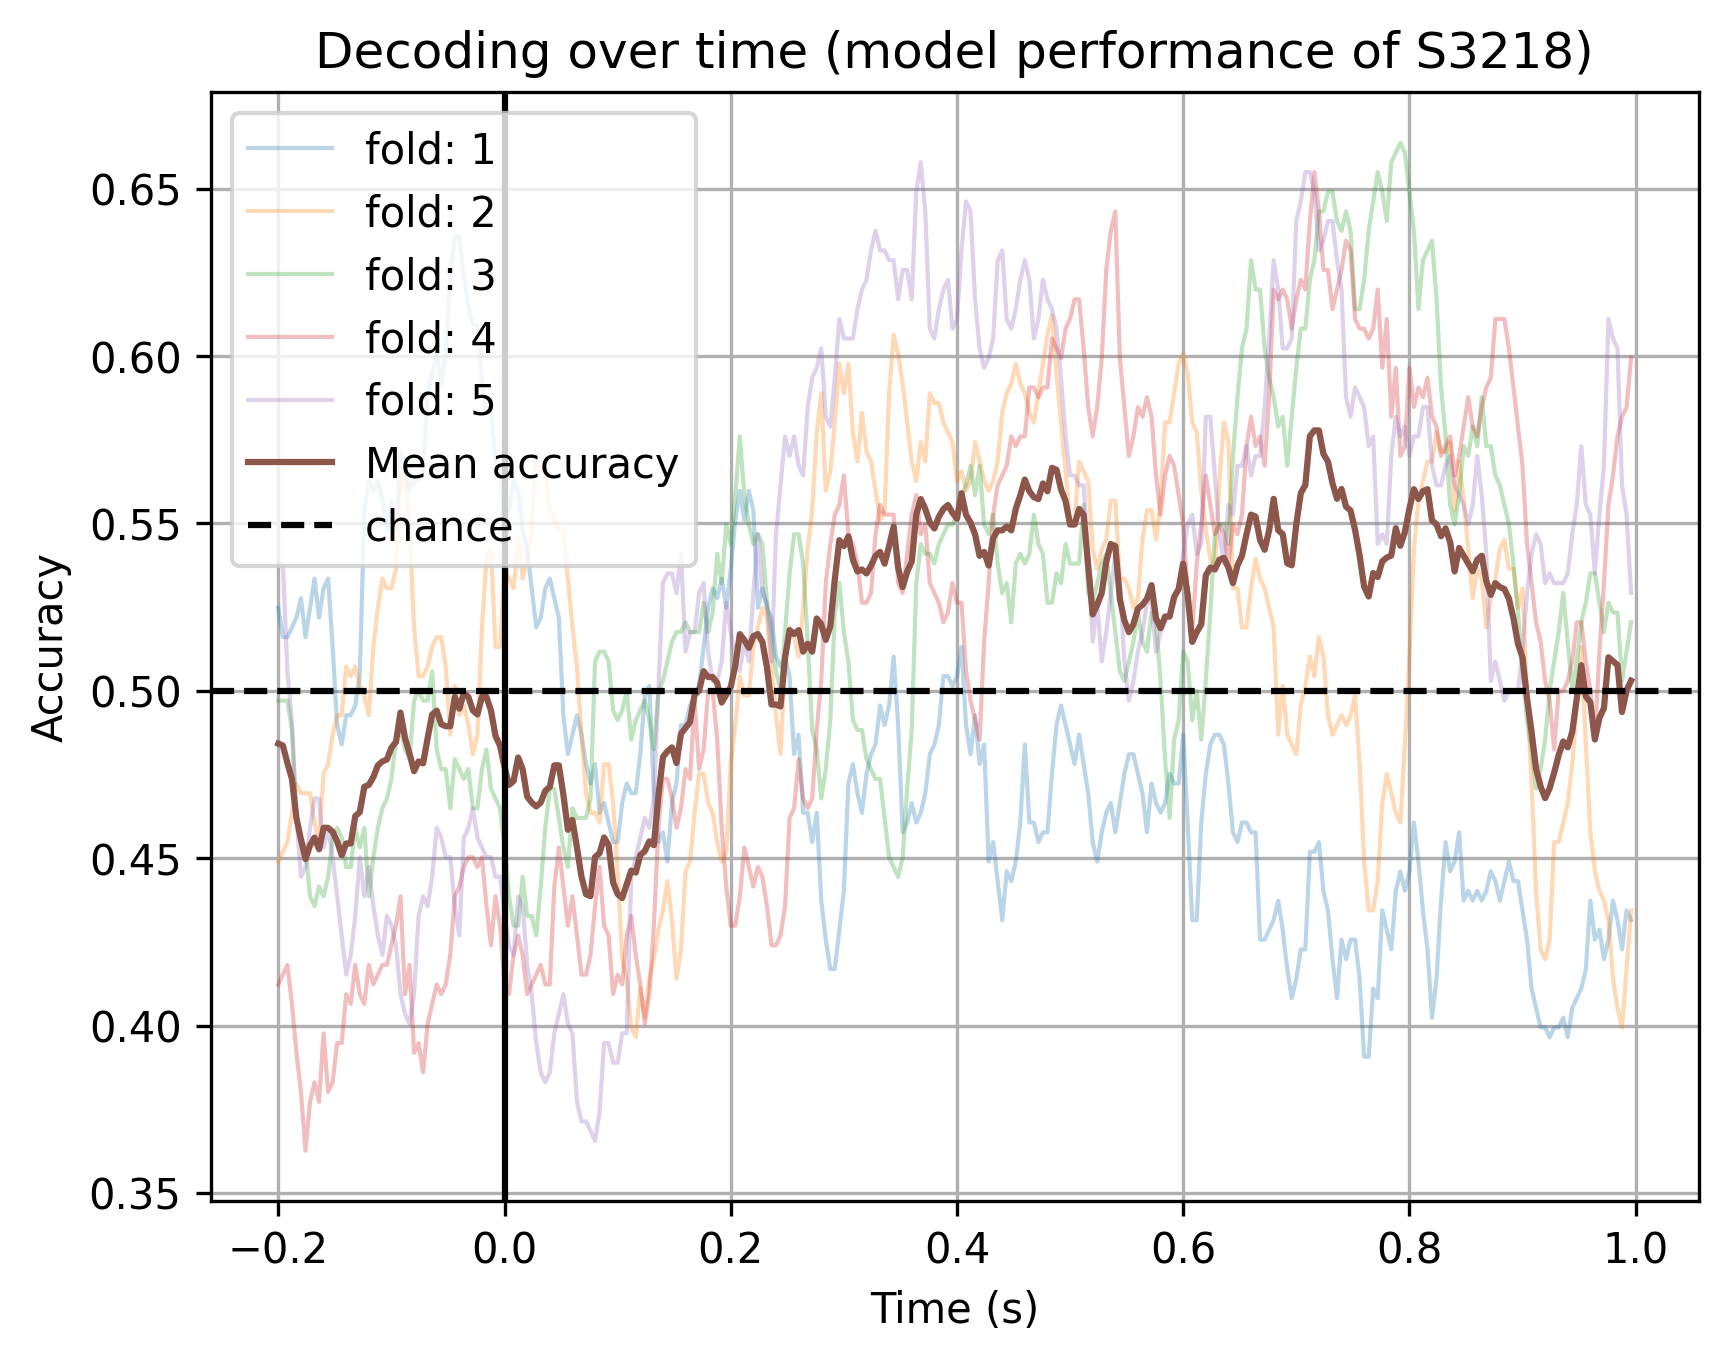 Decoding over time (model performance of S3218)
fold: 1
fold: 2
fold: 3
fold: 4
fold: 5
Mean accuracy
chance
Accuracy
0.65
0.60
0.55
0.50
0.45
0.40
0.35
−0.2 0.0 0.2 0.4 0.6 0.8 1.0
Time (s)